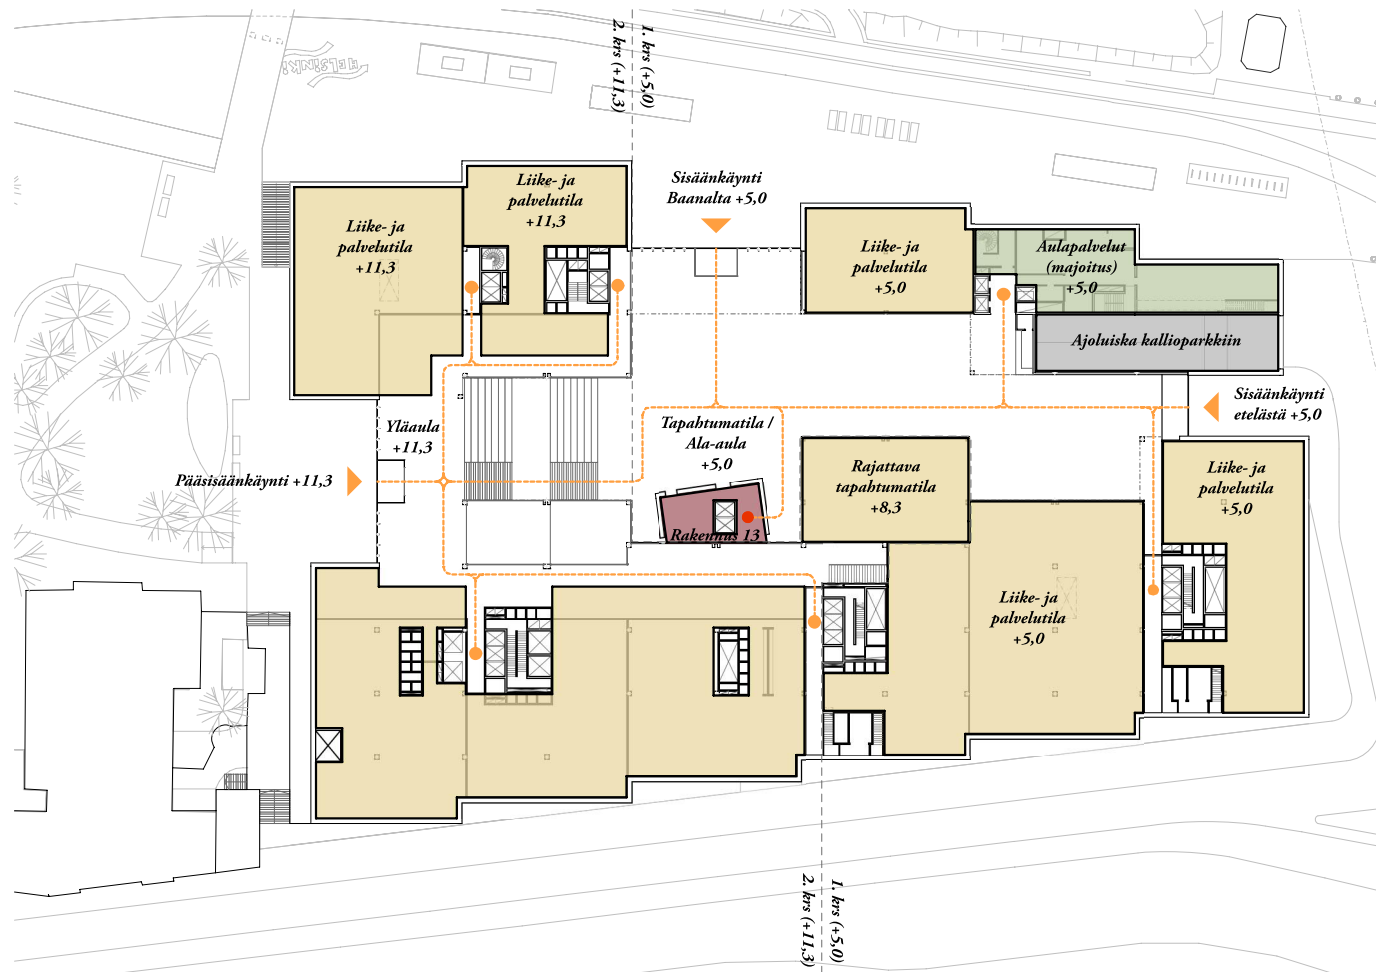 HELSINKI
1. krs (+5,0)
2. krs (+11,3)
Sisäänkäynti
Baanalta +5,0
Liike- ja
palvelutila
+11,3
Liike- ja
palvelutila
+11,3
Liike- ja
palvelutila
+5,0
Aulapalvelut
(majoitus)
+5,0
Ajoluiska kallioparkkiin
Sisäänkäynti
etelästä +5,0
Yläaula
+11,3
Tapahtumatila /
Ala-aula
+5,0
Pääsisäänkäynti +11,3
Rajattava
tapahtumatila
+8,3
Liike- ja
palvelutila
+5,0
Rakennus 13
Liike- ja
palvelutila
+5,0
1. krs (+5,0)
2. krs (+11,3)